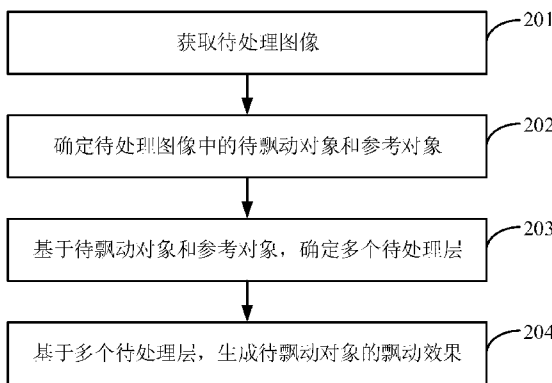 获取待处理图像
201
确定待处理图像中的待飘动对象和参考对象
202
基于待飘动对象和参考对象，确定多个待处理层
203
基于多个待处理层，生成待飘动对象的飘动效果
204